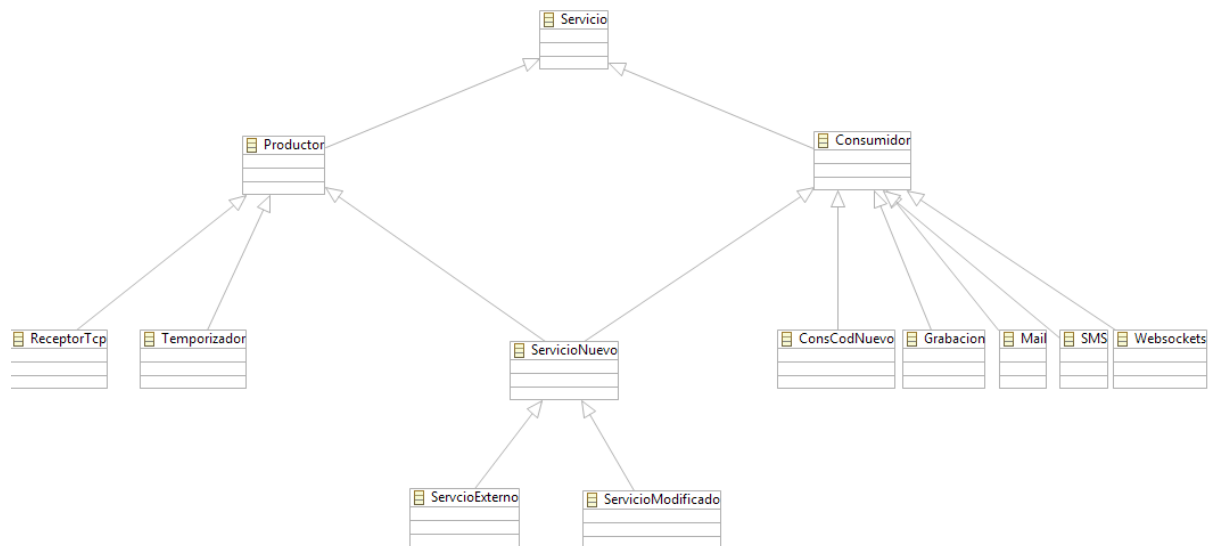 Servicio
Productor
Consumidor
ReceptorTcp
Temporizador
ServicioNuevo
ConsCodNuevo
Grabacion
Mail
SMS
Websockets
ServcioExterno
ServicioModificado